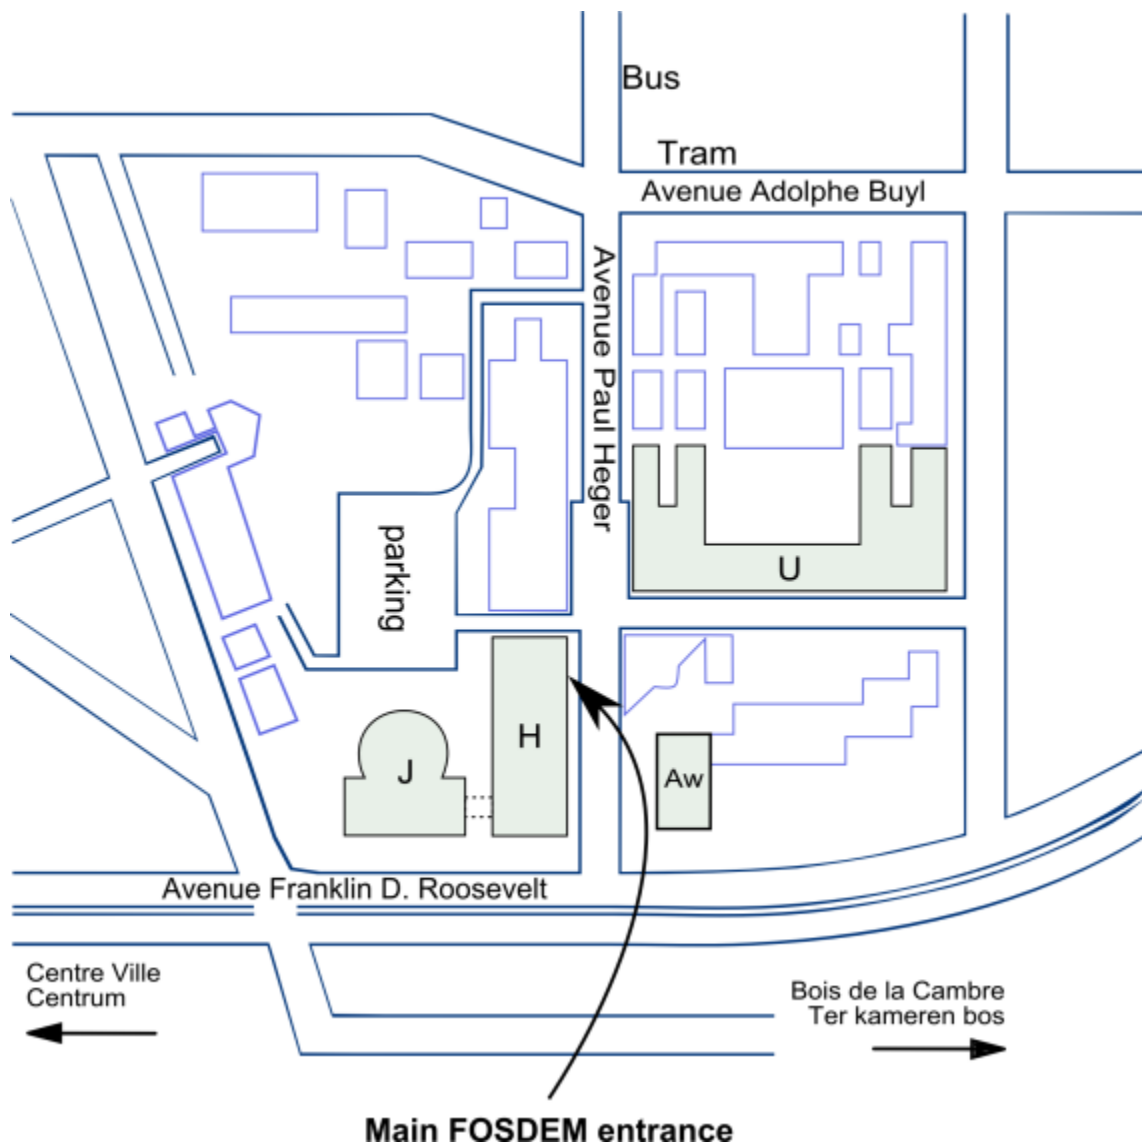 Bus
Tram
Avenue Adolphe Buyl
Avenue Paul Heger
parking
U
H
J
Aw
Avenue Franklin D. Roosevelt
Centre Ville
Centrum
Bois de la Cambre
Ter kameren bos
Main FOSDEM entrance